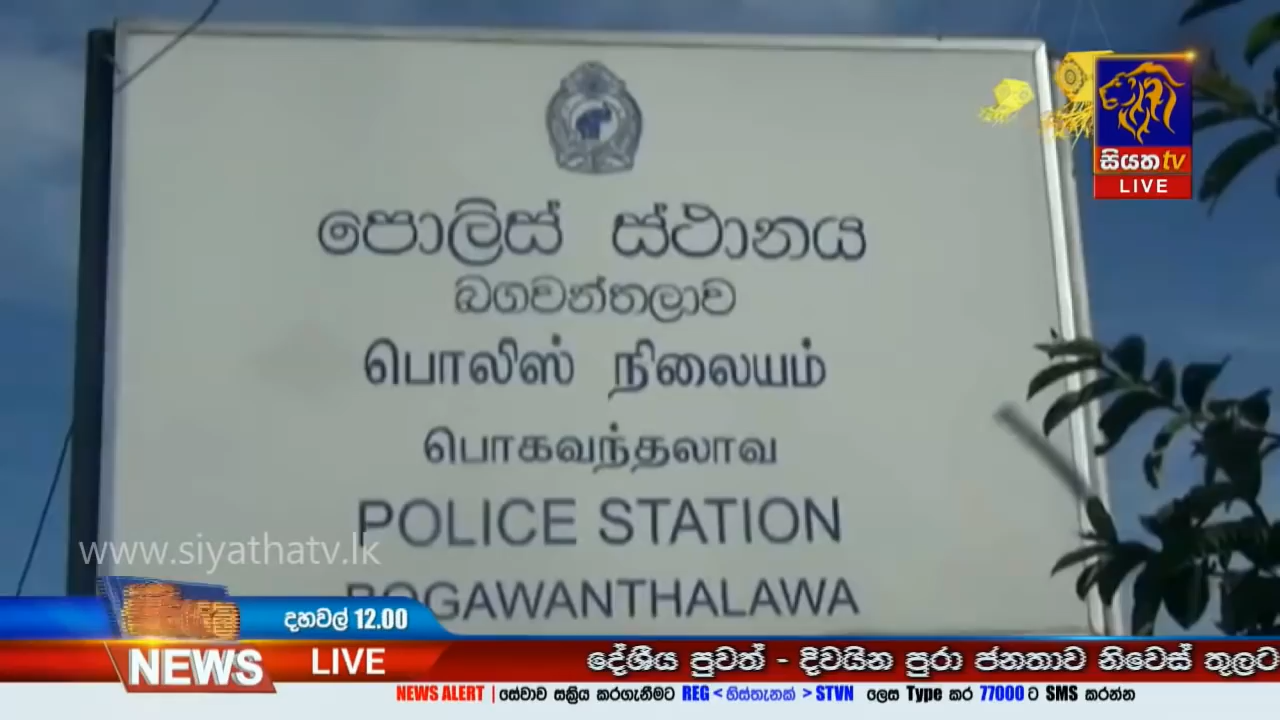 සියත tv
LIVE
පොලිස් ස්ථානය
බගවන්තලාව
பொலிஸ் நிலையம்
பொகவந்தலாவ
POLICE STATION
BOGAWANTHALAWA
www.siyathatv.lk
දහවල් 12.00
NEWS LIVE
දේශීය පුවත් - දිවයින පුරා ජනතාව නිවෙස් තුලට
NEWS ALERT | සේවාව සක්‍රිය කරගැනීමට REG < හිස්තැනක් > STVN ලෙස Type කර 77000 ට SMS කරන්න